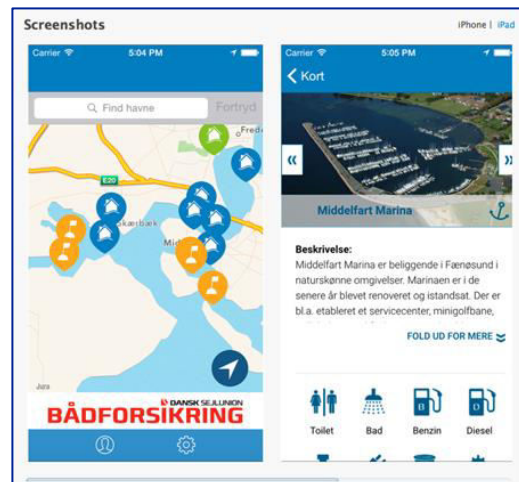 Screenshots
iPhone | iPad
Carrier 5:04 PM
Find havne Fortryd
E20
Skærbæk
Jura
DANSK SEJLUNION
BÅDFORSIKRING
Carrier 5:05 PM
Kort
Middelfart Marina
Beskrivelse:
Middelfart Marina er beliggende i Fænøsund i
naturskønne omgivelser. Marinaen er i de
senere år blevet renoveret og istandsat. Der er
bl.a. etableret et servicecenter, minigolfbane,
FOLD UD FOR MERE
B D
Toilet Bad Benzin Diesel